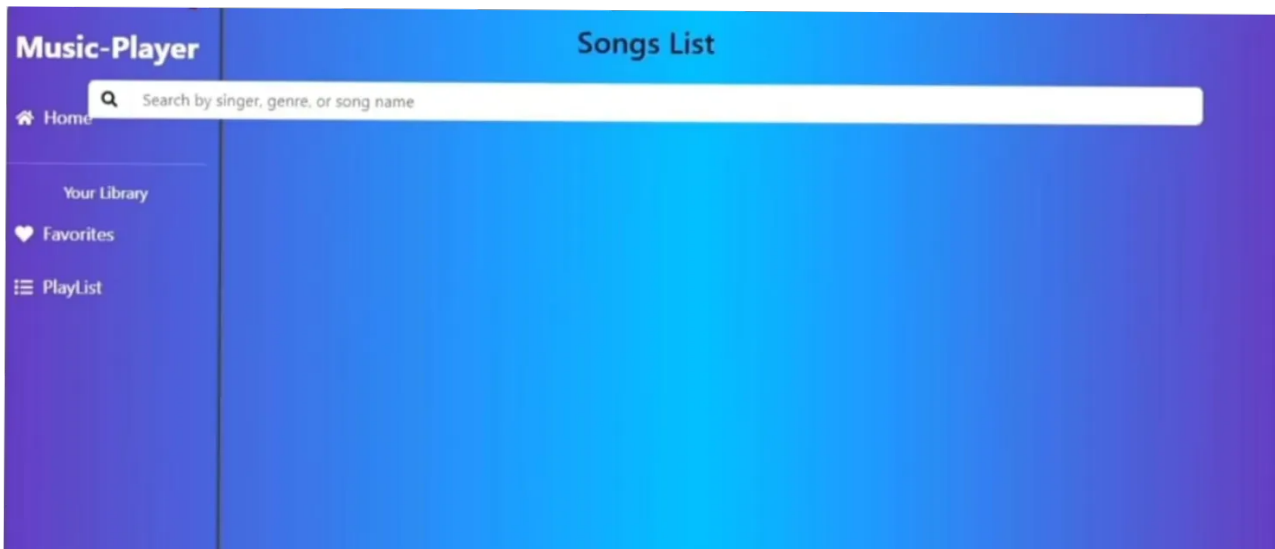 Music-Player
Songs List
Search by singer, genre, or song name
Home
Your Library
Favorites
PlayList